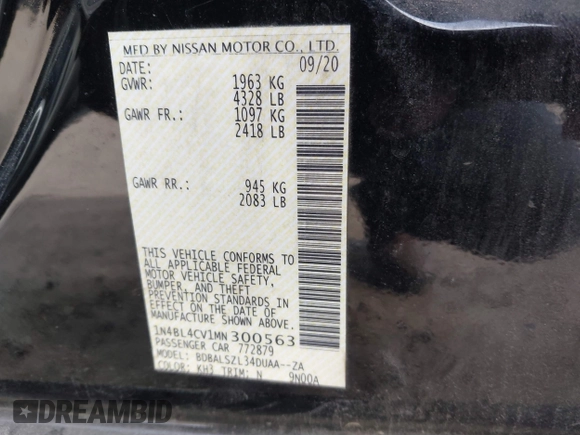 MFD BY NISSAN MOTOR CO., LTD.
DATE: 09/20
GVWR: 1963 KG
4328 LB
GAWR FR.: 1097 KG
2418 LB
GAWR RR.: 945 KG
2083 LB
THIS VEHICLE CONFORMS TO
ALL APPLICABLE FEDERAL
MOTOR VEHICLE SAFETY,
BUMPER, AND THEFT
PREVENTION STANDARDS IN
EFFECT ON THE DATE OF
MANUFACTURE SHOWN ABOVE.
1N4BL4CV1MN300563
PASSENGER CAR 772879
MODEL: BDBALSZL34DUAA--ZA
COLOR: KH3 TRIM: N 9N00A
DREAMBID